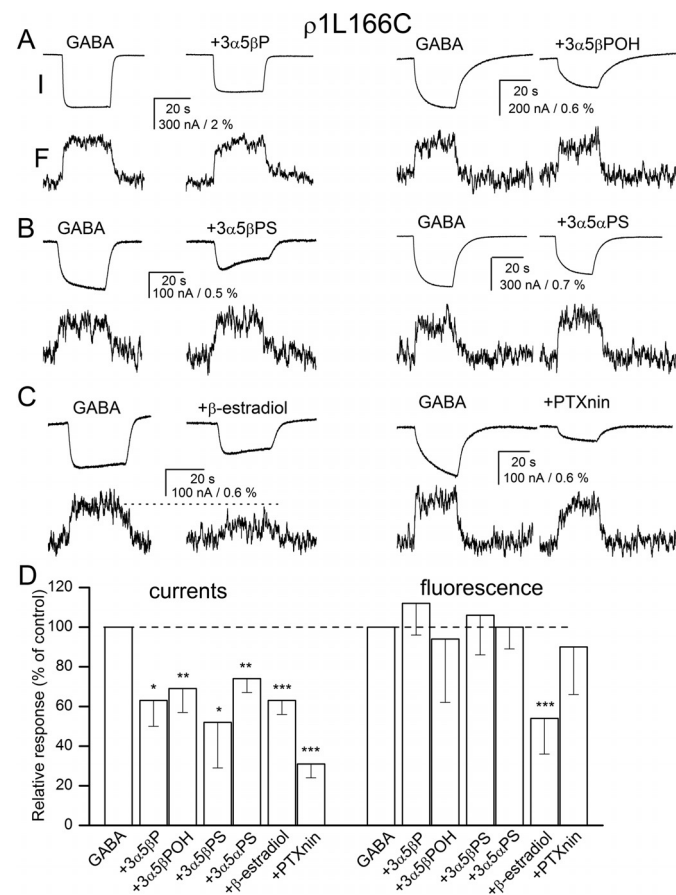 ρ1L166C
A GABA +3α5βP GABA +3α5βPOH
I
20 s
300 nA / 2 %
20 s
200 nA / 0.6 %
F
B GABA +3α5βPS GABA +3α5αPS
20 s
100 nA / 0.5 %
20 s
300 nA / 0.7 %
C GABA +β-estradiol GABA +PTXnin
20 s
100 nA / 0.6 %
20 s
100 nA / 0.6 %
D
currents fluorescence
Relative response (% of control)
120
100
80
60
40
20
0
* ** * ** *** *** ***
GABA +3α5βP +3α5βPOH +3α5βPS +3α5αPS +β-estradiol +PTXnin GABA +3α5βP +3α5βPOH +3α5βPS +3α5αPS +β-estradiol +PTXnin